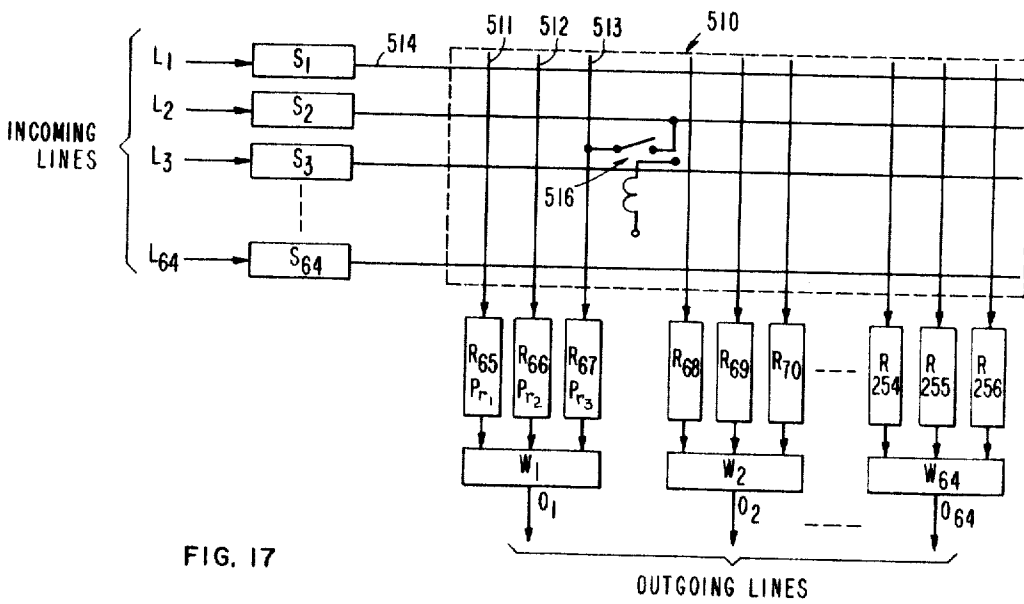 510
511 512 513
514
L1 S1
L2 S2
INCOMING
LINES
L3 S3
516
L64 S64
R65 Pr1
R66 Pr2
R67 Pr3
R68
R69
R70
R 254
R 255
R 256
W1 W2 W64
O1 O2 O64
FIG. 17
OUTGOING LINES